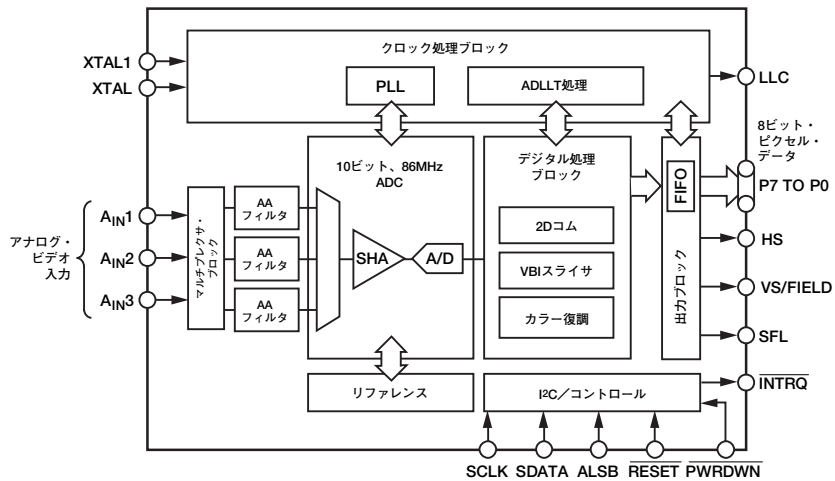 クロック処理ブロック
XTAL1
XTAL
PLL
ADLLT処理
LLC
8ビット・
ピクセル・
データ
10ビット、86MHz
ADC
デジタル処理
ブロック
FIFO
P7 TO P0
アナログ・
ビデオ
入力
AIN1
AIN2
AIN3
マルチプレクサ・
ブロック
AA
フィルタ
AA
フィルタ
AA
フィルタ
SHA
A/D
2Dコム
VBIスライサ
カラー復調
出力ブロック
HS
VS/FIELD
SFL
リファレンス
I2C/コントロール
INTRQ
SCLK
SDATA
ALSB
RESET
PWRDWN